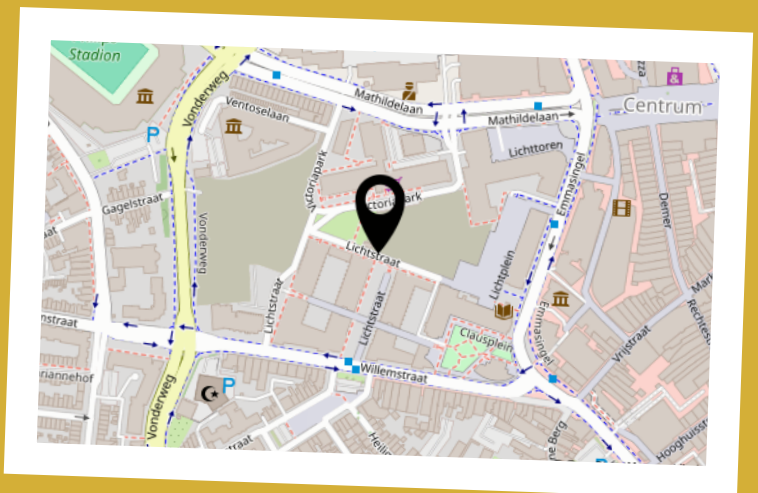 Stadion
Vonderweg
Ventoselaan
Mathildelaan
Mathildelaan
Centrum
P
Lichttoren
Victoriapark
Emmasingel
Gagelstraat
Victoriapark
Demer
Vonderweg
Lichtstraat
Lichtplein
Lichtstraat
Lichtstraat
Clausplein
Emmasingel
Vrijstraat
Willemstraat
P
Vonderweg